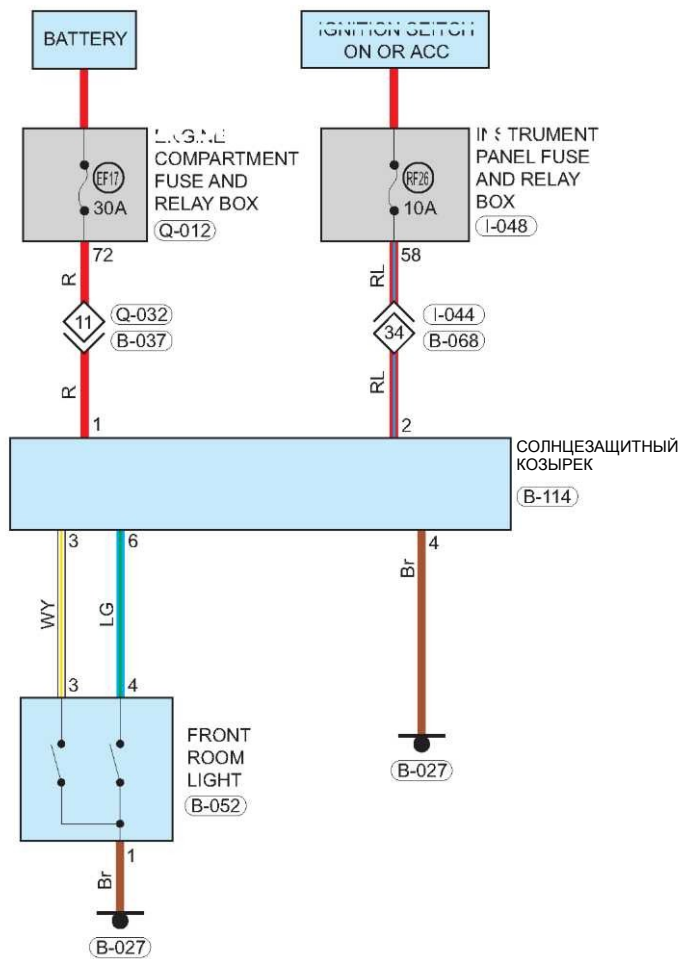 BATTERY
ON OR ACC
COMPARTMENT
FUSE AND
RELAY BOX
Q-012
EF17
30A
INSTRUMENT
PANEL FUSE
AND RELAY
BOX
I-048
RF26
10A
72
58
R
RL
11
Q-032
B-037
34
I-044
B-068
R
RL
1
2
СОЛНЦЕЗАЩИТНЫЙ
КОЗЫРЕК
B-114
3
6
4
WY
LG
Br
3
4
FRONT
ROOM
LIGHT
B-052
B-027
1
Br
B-027